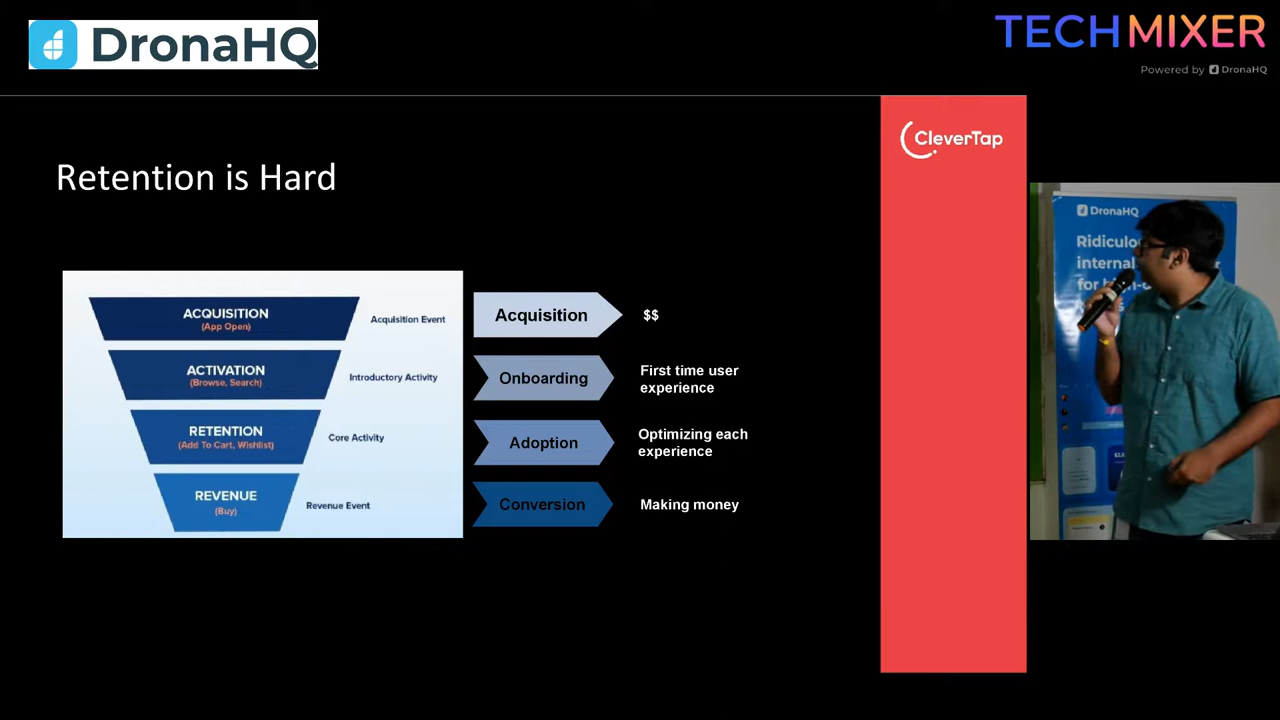 DronaHQ
TECHMIXER
Powered by DronaHQ
CleverTap
Retention is Hard
ACQUISITION
(App Open)
Acquisition Event
ACTIVATION
(Browse, Search)
Introductory Activity
RETENTION
(Add To Cart, Wishlist)
Core Activity
REVENUE
(Buy)
Revenue Event
Acquisition
$$
Onboarding
First time user
experience
Adoption
Optimizing each
experience
Conversion
Making money
DronaHQ
internal